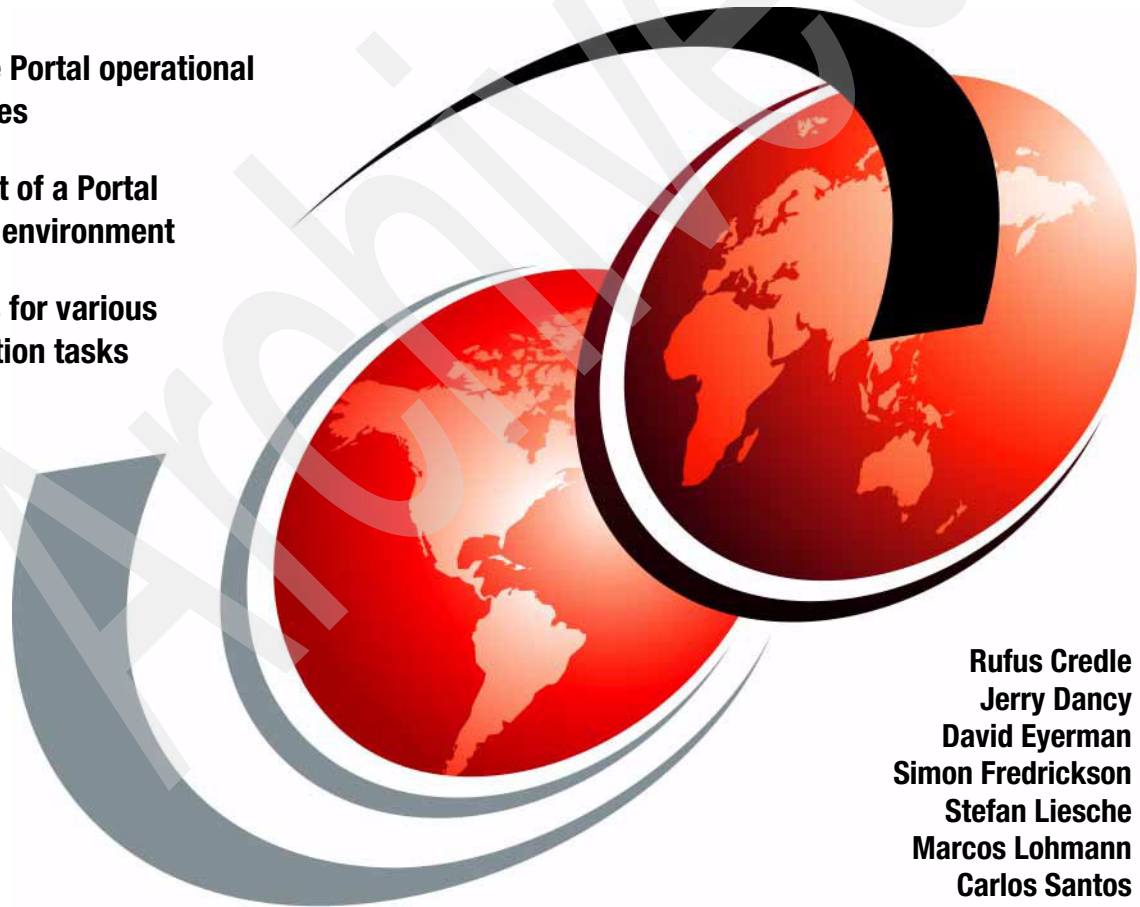 Portal operational
es
t of a Portal
environment
for various
tion tasks
Rufus Credle
Jerry Dancy
David Eyerman
Simon Fredrickson
Stefan Liesche
Marcos Lohmann
Carlos Santos
Archived